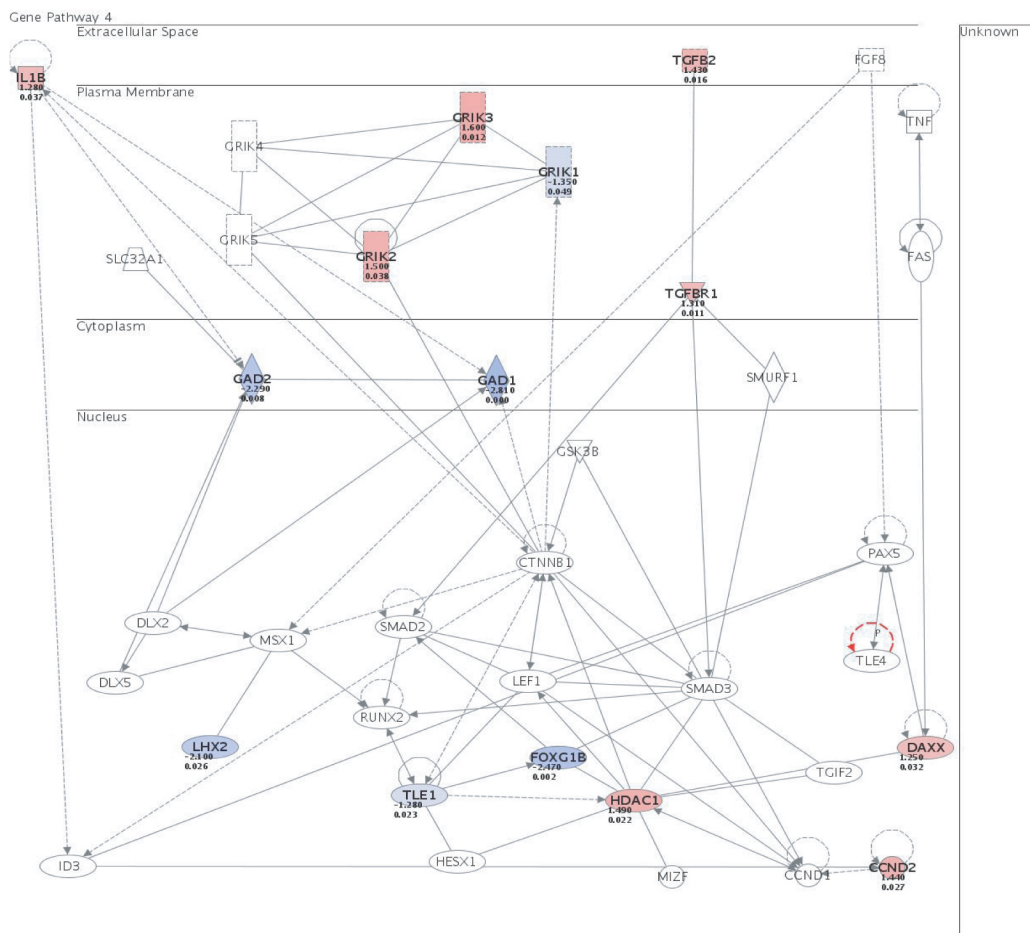 Gene Pathway 4
Extracellular Space
Unknown
IL1B
1.280
0.037
TGFB2
1.430
0.016
FGF8
Plasma Membrane
GRIK3
1.600
0.012
TNF
GRIK4
GRIK1
-1.350
0.049
GRIK5
GRIK2
1.500
0.038
SLC32A1
FAS
TGFBR1
1.310
0.011
Cytoplasm
GAD2
-2.290
0.008
GAD1
-2.810
0.000
SMURF1
Nucleus
GSK3B
CTNNB1
PAX5
DLX2
MSX1
SMAD2
P
TLE4
DLX5
LEF1
SMAD3
RUNX2
LHX2
-2.100
0.026
FOXG1B
-2.470
0.002
DAXX
1.250
0.032
TGIF2
TLE1
-1.280
0.023
HDAC1
1.490
0.022
HESX1
ID3
MIZF
CCND1
CCND2
1.440
0.027